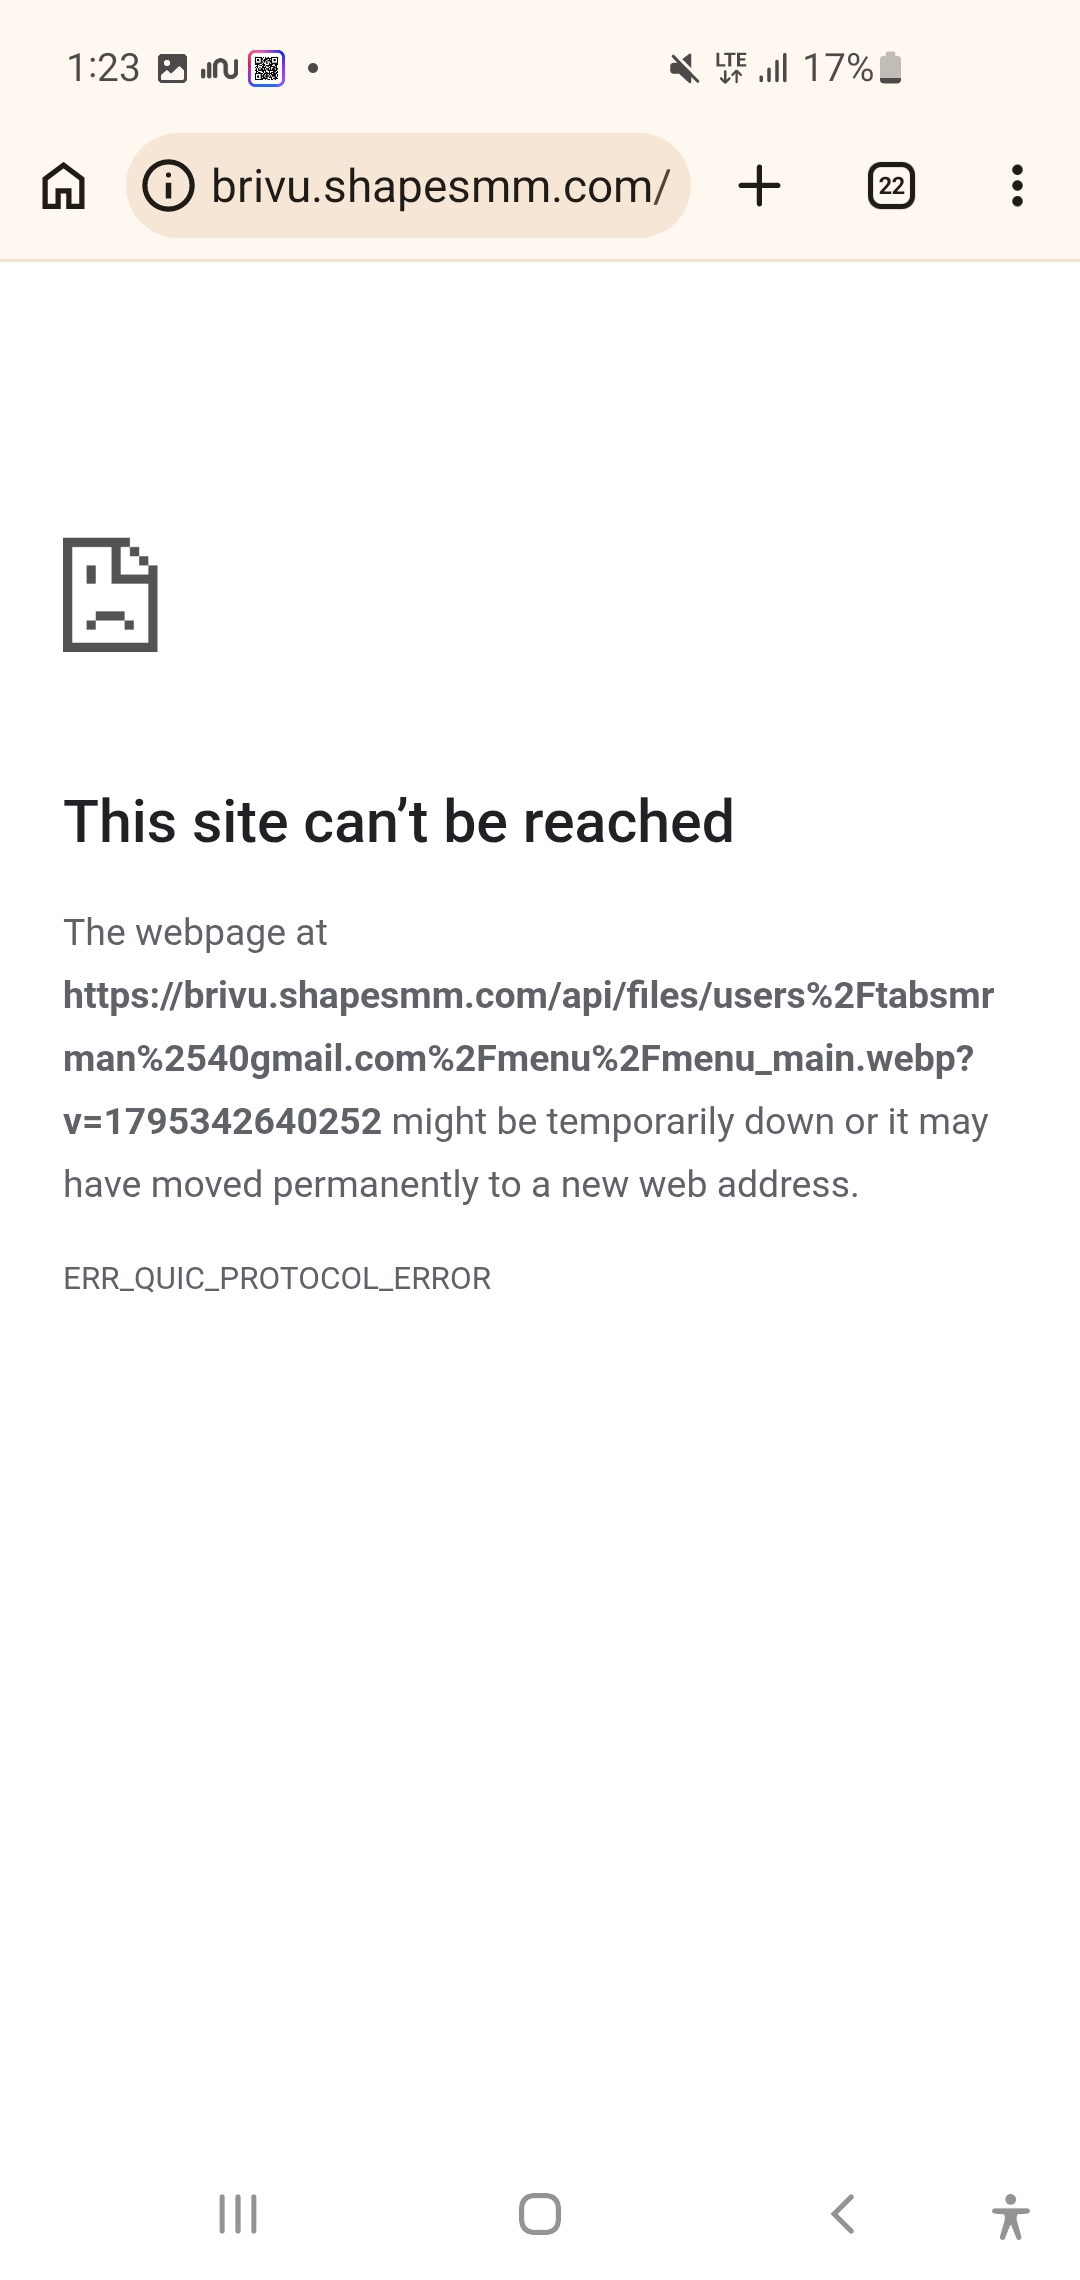 1:23
LTE
17%
brivu.shapesmm.com/
22
This site can’t be reached
The webpage at
https://brivu.shapesmm.com/api/files/users%2Ftabsmr
man%2540gmail.com%2Fmenu%2Fmenu_main.webp?
v=1795342640252 might be temporarily down or it may
have moved permanently to a new web address.
ERR_QUIC_PROTOCOL_ERROR